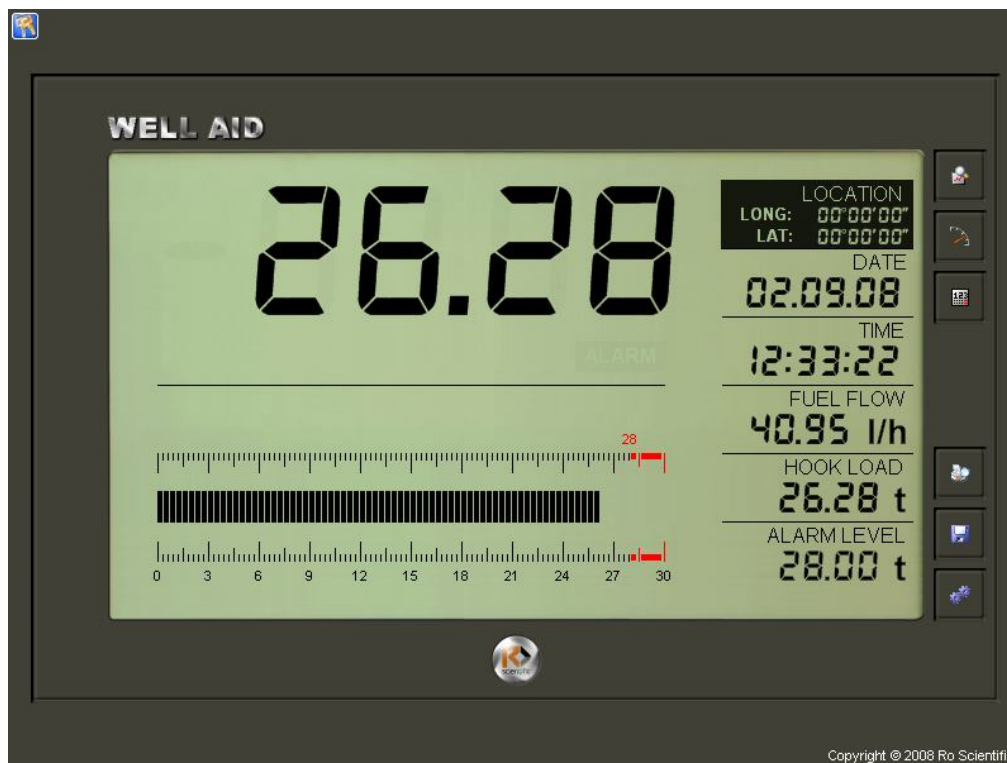 WELL AID
26.28
ALARM
LOCATION
LONG: 00°00'00"
LAT: 00°00'00"
DATE
02.09.08
TIME
12:33:22
FUEL FLOW
40.95 l/h
HOOK LOAD
26.28 t
ALARM LEVEL
28.00 t
28
0 3 6 9 12 15 18 21 24 27 30
scientific
Copyright © 2008 Ro Scientifi